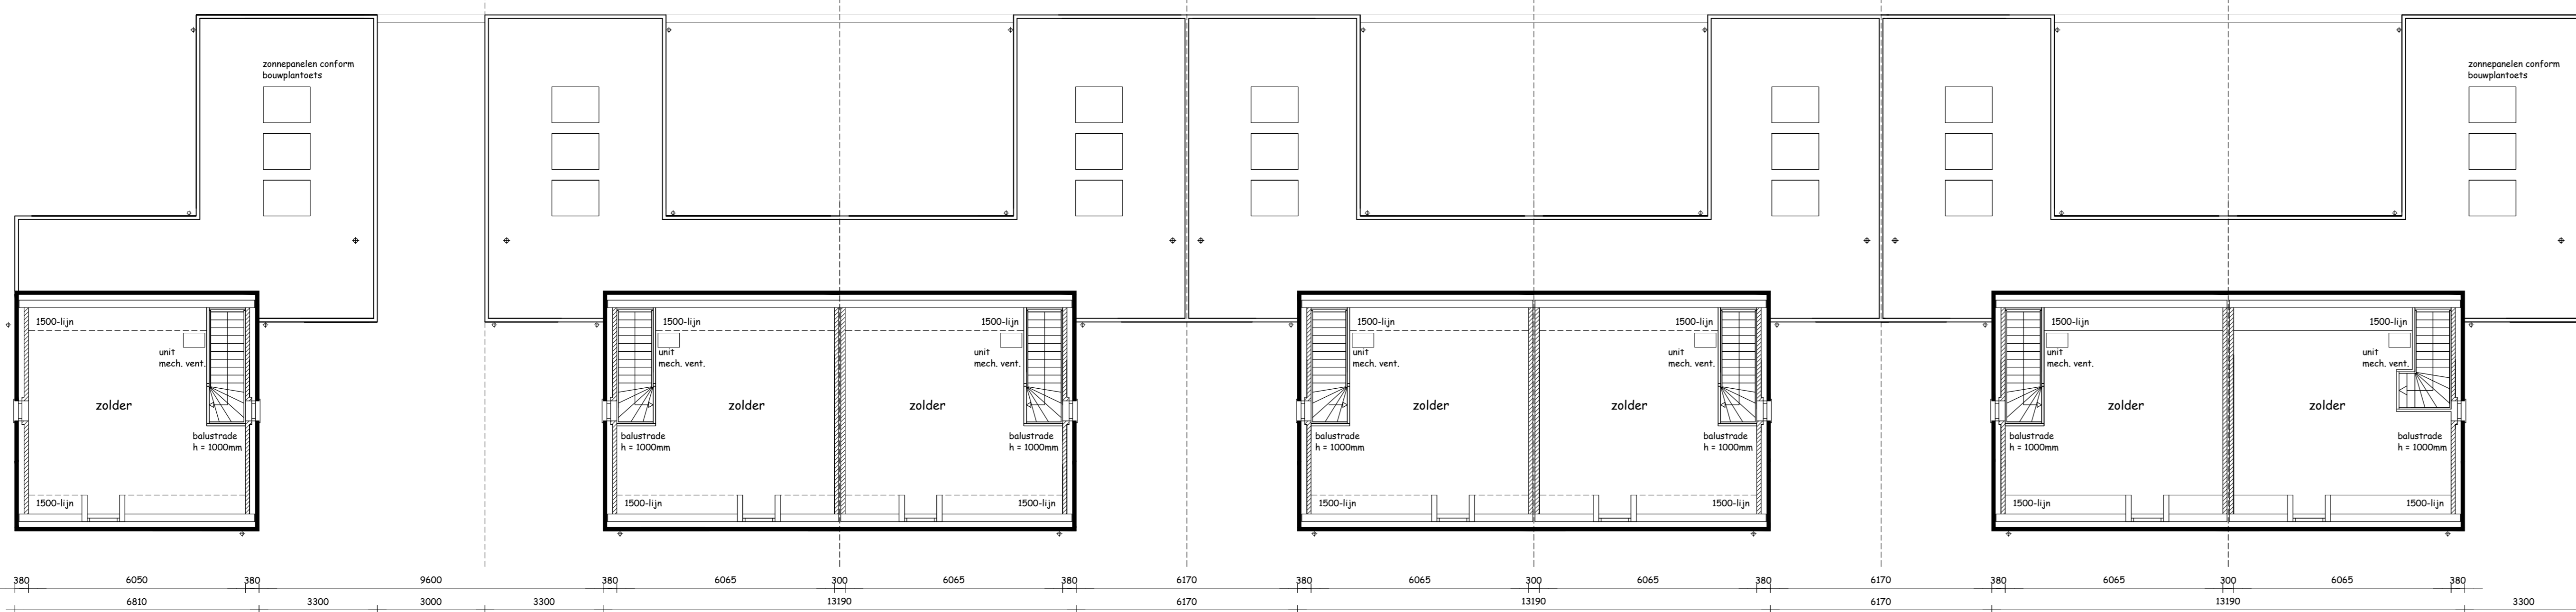 zonnepanelen conform
bouwplantoets
zonnepanelen conform
bouwplantoets
1500-lijn
unit
mech. vent.
zolder
balustrade
h = 1000mm
1500-lijn
1500-lijn
1500-lijn
unit
mech. vent.
unit
mech. vent.
zolder
zolder
balustrade
h = 1000mm
balustrade
h = 1000mm
1500-lijn
1500-lijn
1500-lijn
1500-lijn
unit
mech. vent.
unit
mech. vent.
zolder
zolder
balustrade
h = 1000mm
balustrade
h = 1000mm
1500-lijn
1500-lijn
1500-lijn
1500-lijn
unit
mech. vent.
unit
mech. vent.
zolder
zolder
balustrade
h = 1000mm
balustrade
h = 1000mm
1500-lijn
1500-lijn
380 6050 380 9600 380 6065 300 6065 380 6170 380 6065 300 6065 380 6170 380 6065 300 6065 380
6810 3300 3000 3300 13190 6170 13190 6170 13190 3300